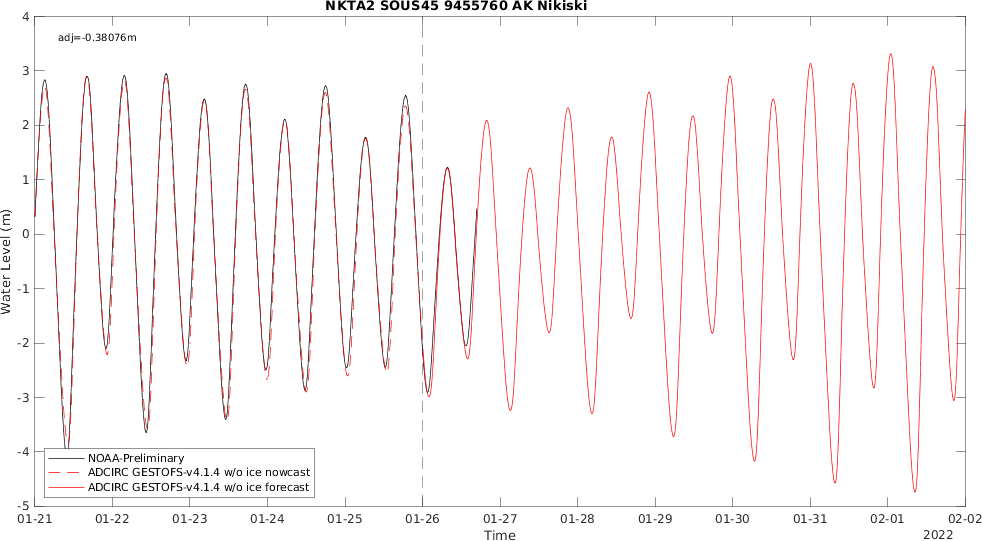 NKTA2 SOUS45 9455760 AK Nikiski
adj=-0.38076m
Water Level (m)
4
3
2
1
0
-1
-2
-3
-4
-5
NOAA-Preliminary
ADCIRC GESTOFS-v4.1.4 w/o ice nowcast
ADCIRC GESTOFS-v4.1.4 w/o ice forecast
01-21 01-22 01-23 01-24 01-25 01-26 01-27 01-28 01-29 01-30 01-31 02-01 02-02
Time
2022